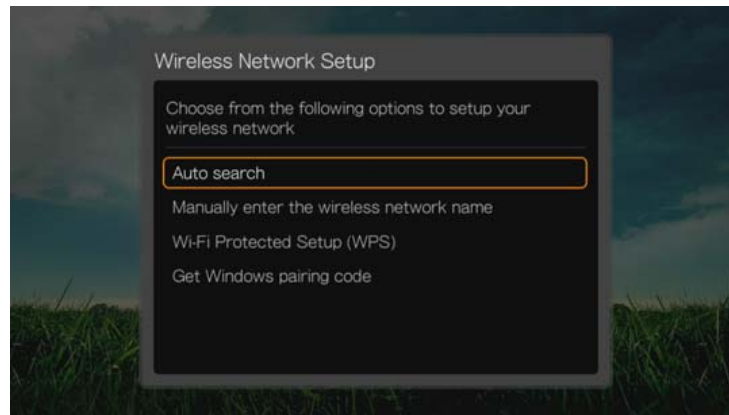 Wireless Network Setup
Choose from the following options to setup your
wireless network
Auto search
Manually enter the wireless network name
Wi-Fi Protected Setup (WPS)
Get Windows pairing code